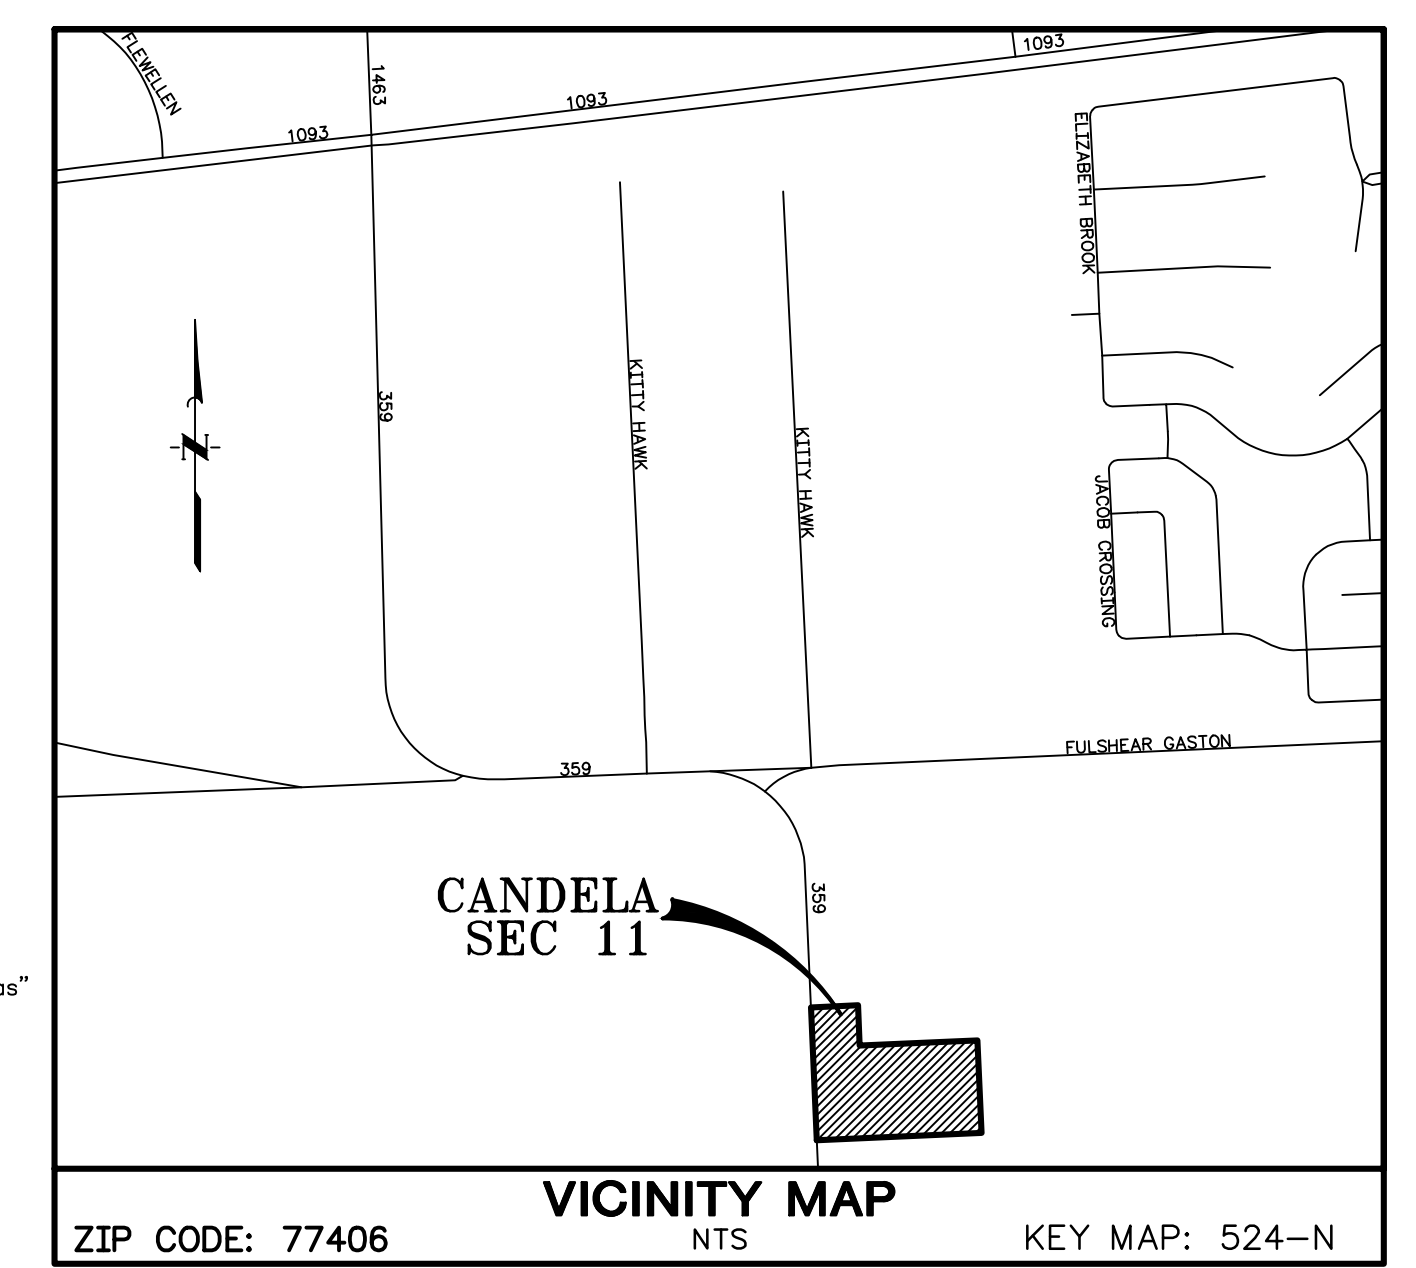 FLEWELLEN
1463
1093
1093
1093
ELIZABETH BROOK
359
KITTY HAWK
KITTY HAWK
JACOB CROSSING
FULSHEAR GASTON
359
359
CANDELA
SEC 11
N
as"
VICINITY MAP
ZIP CODE: 77406
NTS
KEY MAP: 524-N